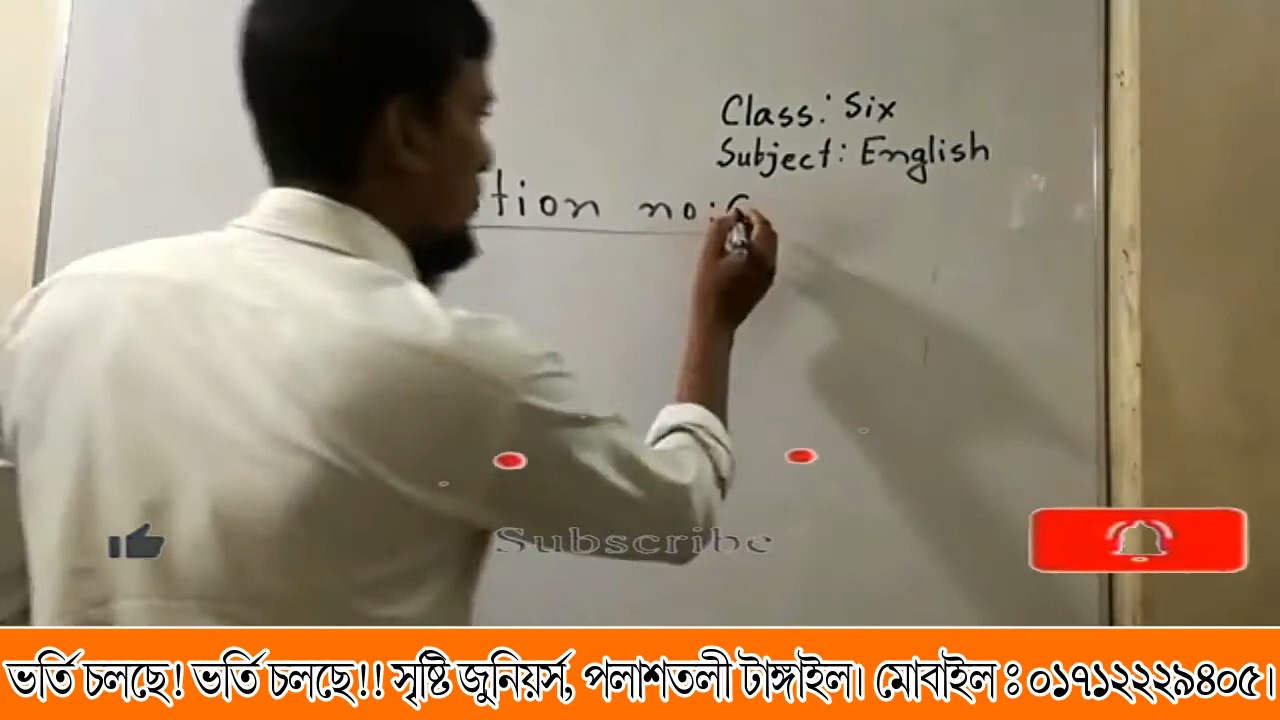 Class: Six
Subject: English
tion no:
Subscribe
ভর্তি চলছে! ভর্তি চলছে!! সৃষ্টি জুনিয়র্স, পলাশতলী টাঙ্গাইল। মোবাইল ঃ ০১৭১২২২৯৪০৫।